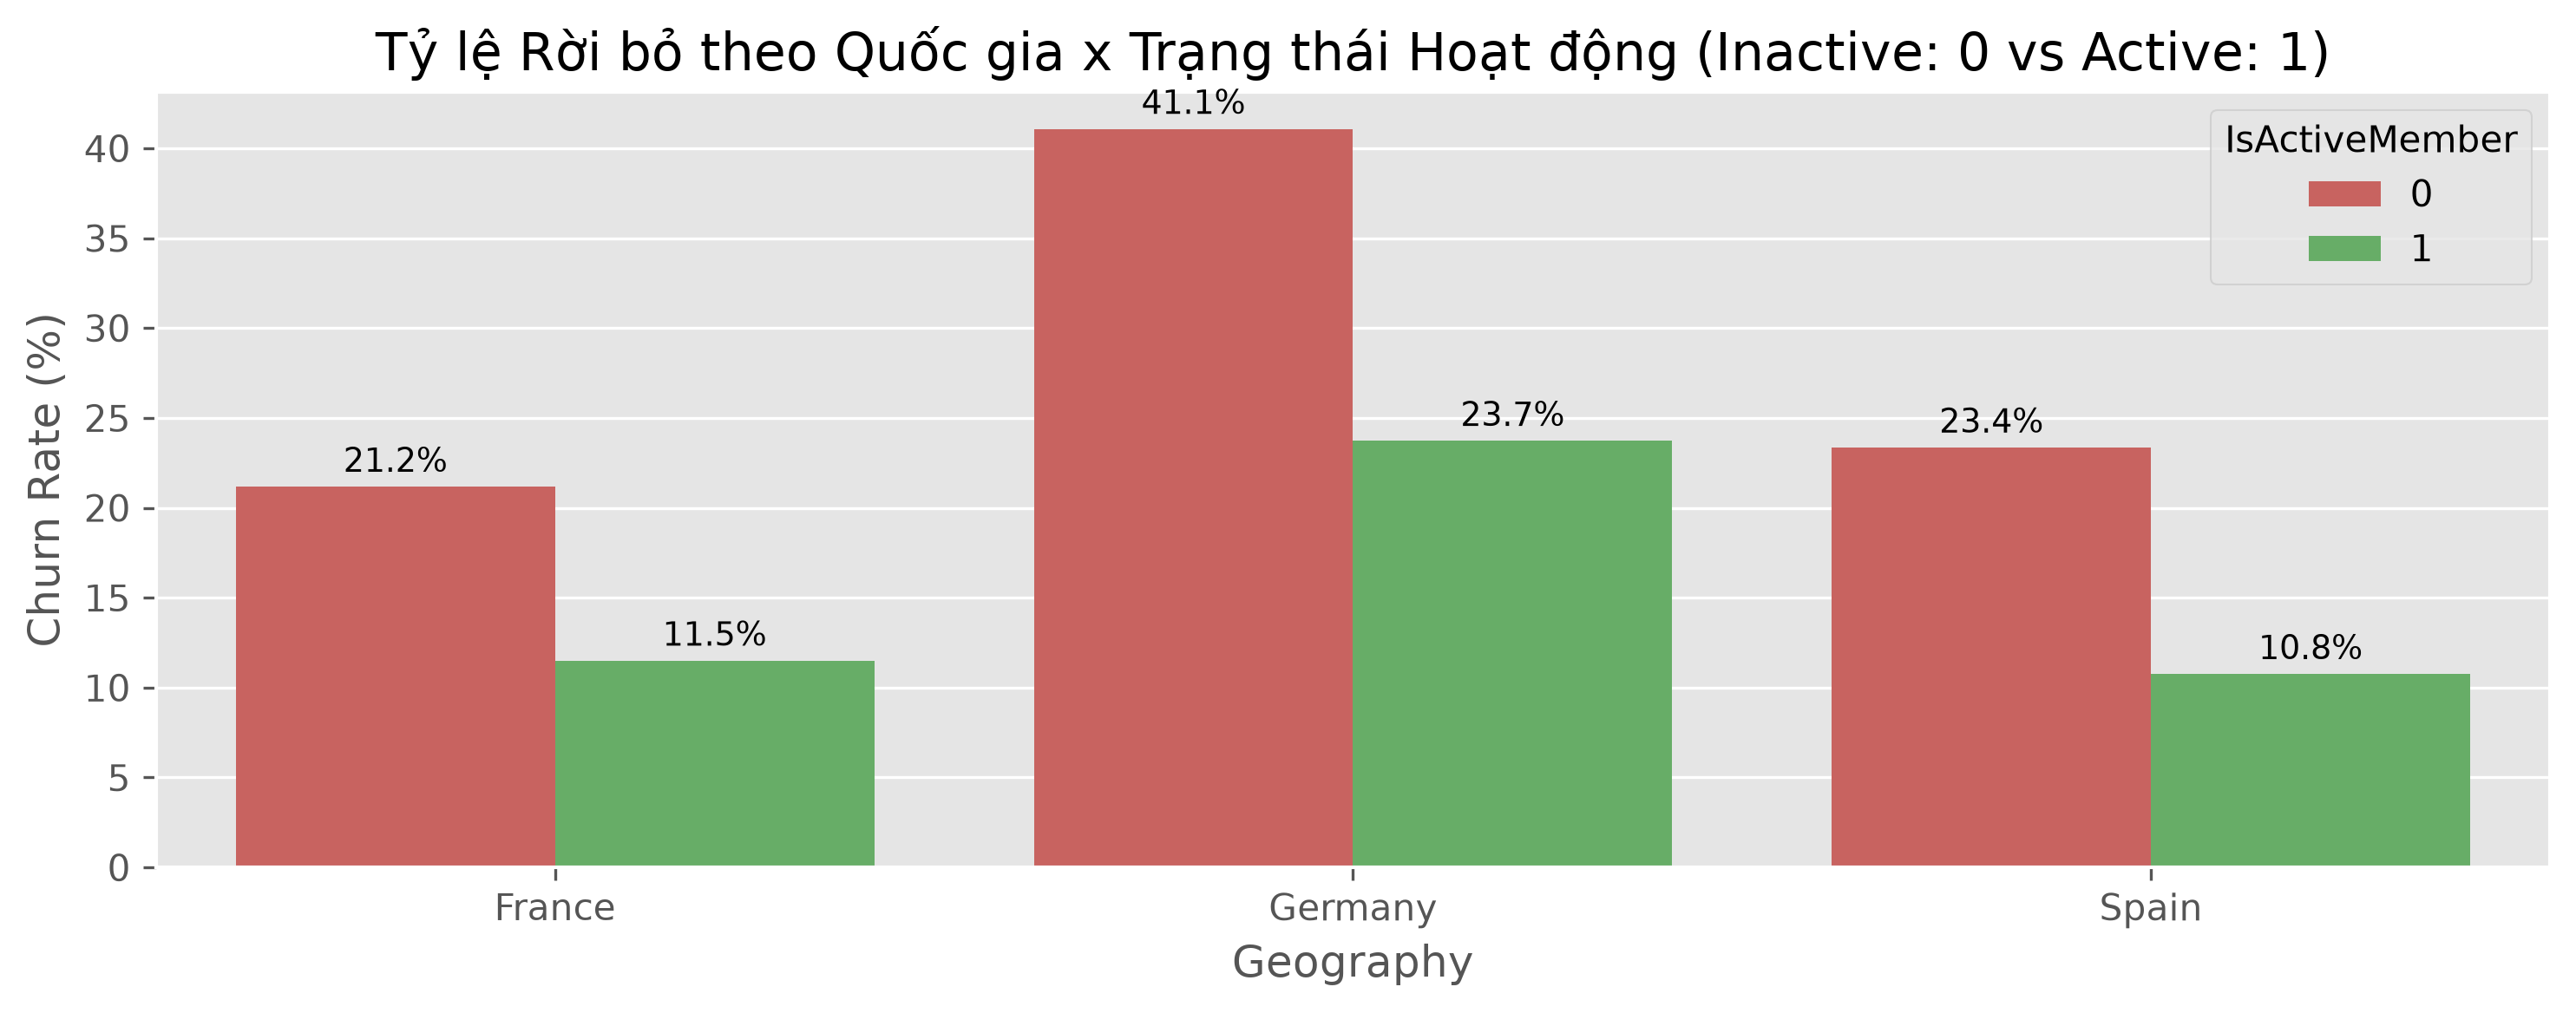 Tỷ lệ Rời bỏ theo Quốc gia x Trạng thái Hoạt động (Inactive: 0 vs Active: 1)
41.1%
IsActiveMember
0
1
40
35
30
25
20
15
10
5
0
Churn Rate (%)
21.2%
11.5%
23.7%
23.4%
10.8%
France
Germany
Spain
Geography